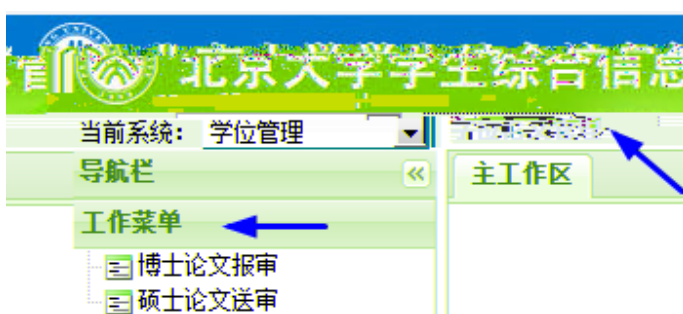 北京大学学生综合信息
当前系统： 学位管理
导航栏
主工作区
工作菜单
博士论文报审
硕士论文送审